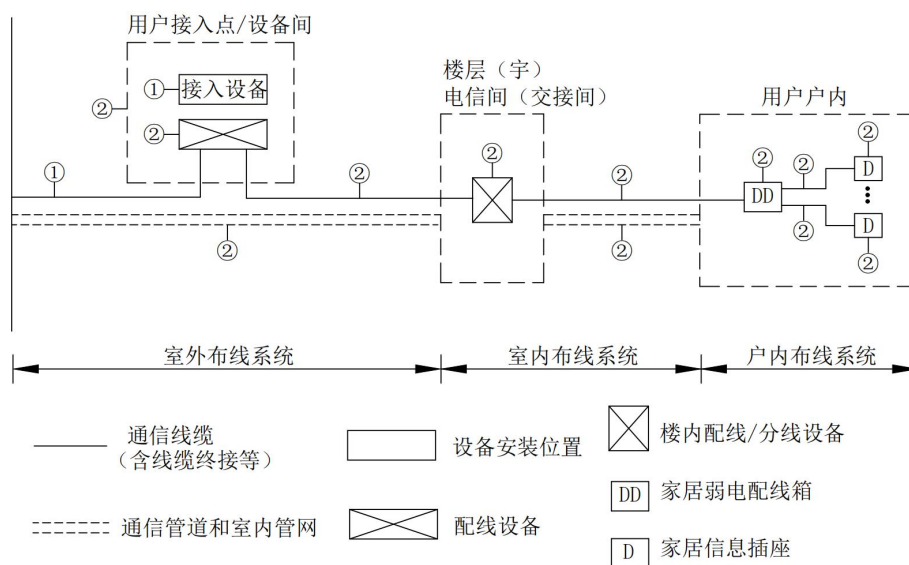 用户接入点/设备间
①
接入设备
②
②
楼层（宇）
电信间（交接间）
用户户内
①
②
②
②
②
②
②
DD
②
②
D
D
②
②
②
室外布线系统
室内布线系统
户内布线系统
通信线缆
（含线缆终接等）
设备安装位置
楼内配线/分线设备
通信管道和室内管网
配线设备
DD
家居弱电配线箱
D
家居信息插座